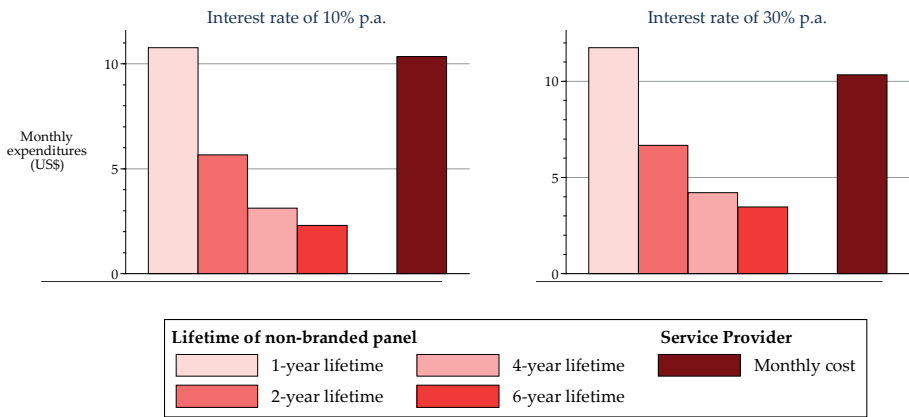 Interest rate of 10% p.a.
Interest rate of 30% p.a.
Monthly
expenditures
(US$)
10
5
0
10
5
0
Lifetime of non-branded panel
Service Provider
1-year lifetime
4-year lifetime
Monthly cost
2-year lifetime
6-year lifetime